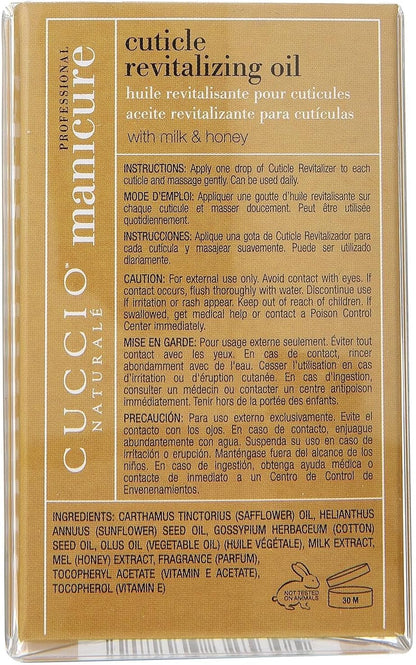 cuticle
revitalizing oil
huile revitalisante pour cuticules
aceite revitalizante para cutículas
with milk & honey
PROFESSIONAL
manicure
CUCCIO™
NATURALÉ
INSTRUCTIONS: Apply one drop of Cuticle Revitalizer to each
cuticle and massage gently. Can be used daily.
MODE D'EMPLOI: Appliquer une goutte d'huile revitalisante sur
chaque cuticule et masser doucement. Peut être utilisée
quotidiennement.
INSTRUCCIONES: Aplique una gota de Cuticle Revitalizador para
cada cutícula y masajear suavemente. Puede ser utilizado
diariamente.
CAUTION: For external use only. Avoid contact with eyes. If
contact occurs, flush thoroughly with water. Discontinue use
if irritation or rash appear. Keep out of reach of children. If
swallowed, get medical help or contact a Poison Control
Center immediately.
MISE EN GARDE: Pour usage externe seulement. Éviter tout
contact avec les yeux. En cas de contact, rincer
abondamment avec de l'eau. Cesser l'utilisation en cas
d'irritation ou d'éruption cutanée. En cas d'ingestion,
consulter un médecin ou contacter un centre antipoison
immédiatement. Tenir hors de la portée des enfants.
PRECAUCIÓN: Para uso externo exclusivamente. Evite el
contacto con los ojos. En caso de contacto, enjuague
abundantemente con agua. Suspenda su uso en caso de
irritación o erupción. Manténgase fuera del alcance de los
niños. En caso de ingestión, obtenga ayuda médica o
contacte de inmediato a un Centro de Control de
Envenenamientos.
INGREDIENTS: CARTHAMUS TINCTORIUS (SAFFLOWER) OIL, HELIANTHUS
ANNUUS (SUNFLOWER) SEED OIL, GOSSYPIUM HERBACEUM (COTTON)
SEED OIL, OLUS OIL (VEGETABLE OIL) (HUILE VÉGÉTALE), MILK EXTRACT,
MEL (HONEY) EXTRACT, FRAGRANCE (PARFUM),
TOCOPHERYL ACETATE (VITAMIN E ACETATE),
TOCOPHEROL (VITAMIN E)
NOT TESTED
ON ANIMALS
30 M